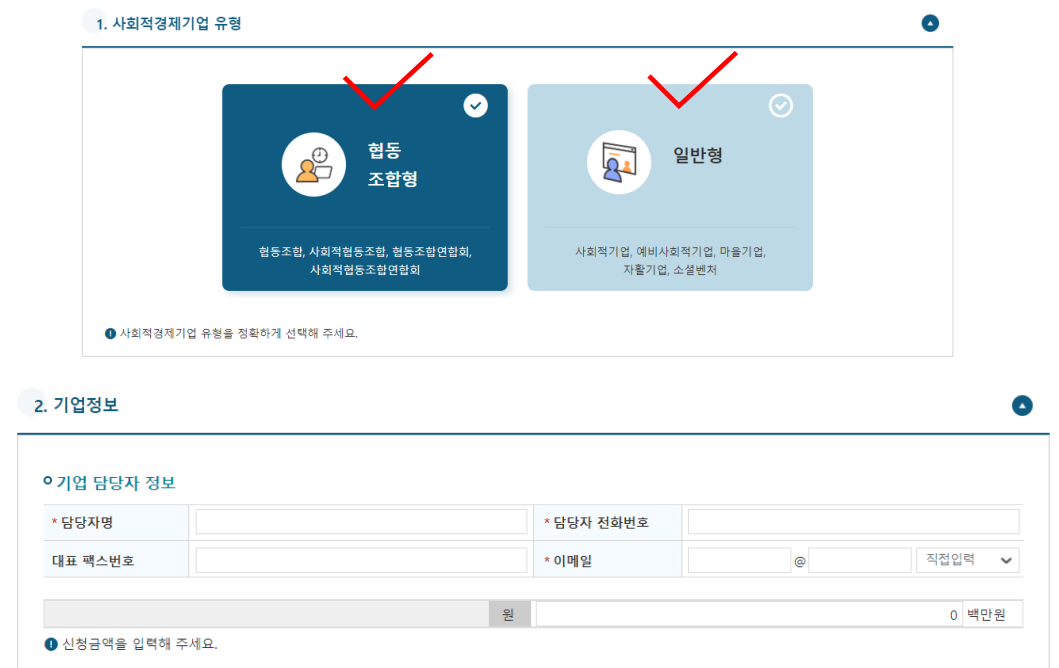 1. 사회적경제기업 유형
협동
조합형
협동조합, 사회적협동조합, 협동조합연합회,
사회적협동조합연합회
일반형
사회적기업, 예비사회적기업, 마을기업,
자활기업, 소셜벤처
사회적경제기업 유형을 정확하게 선택해 주세요.
2. 기업정보
기업 담당자 정보
* 담당자명
* 담당자 전화번호
대표 팩스번호
* 이메일 @ 직접입력
원 0 백만원
신청금액을 입력해 주세요.